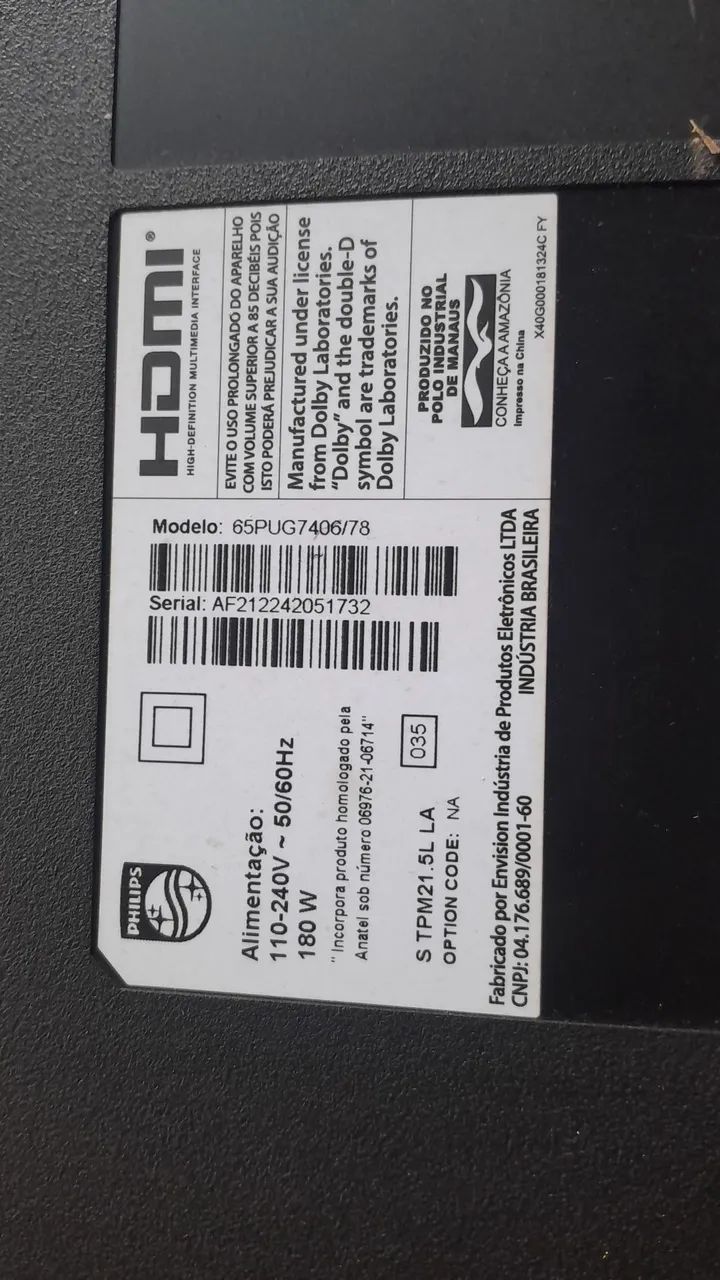 PHILIPS
Alimentação:
110-240V ~ 50/60Hz
180 W
" Incorpora produto homologado pela
Anatel sob número 06976-21-06714"
S TPM21.5L LA
OPTION CODE: NA
035
Modelo: 65PUG7406/78
Serial: AF212242051732
Fabricado por Envision Indústria de Produtos Eletrônicos LTDA
CNPJ: 04.176.689/0001-60
INDÚSTRIA BRASILEIRA
HDMI®
HIGH-DEFINITION MULTIMEDIA INTERFACE
EVITE O USO PROLONGADO DO APARELHO
COM VOLUME SUPERIOR A 85 DECIBÉIS POIS
ISTO PODERÁ PREJUDICAR A SUA AUDIÇÃO
Manufactured under license
from Dolby Laboratories.
"Dolby" and the double-D
symbol are trademarks of
Dolby Laboratories.
PRODUZIDO NO
POLO INDUSTRIAL
DE MANAUS
CONHEÇA A AMAZÔNIA
Impresso na China
X40G000181324C FY